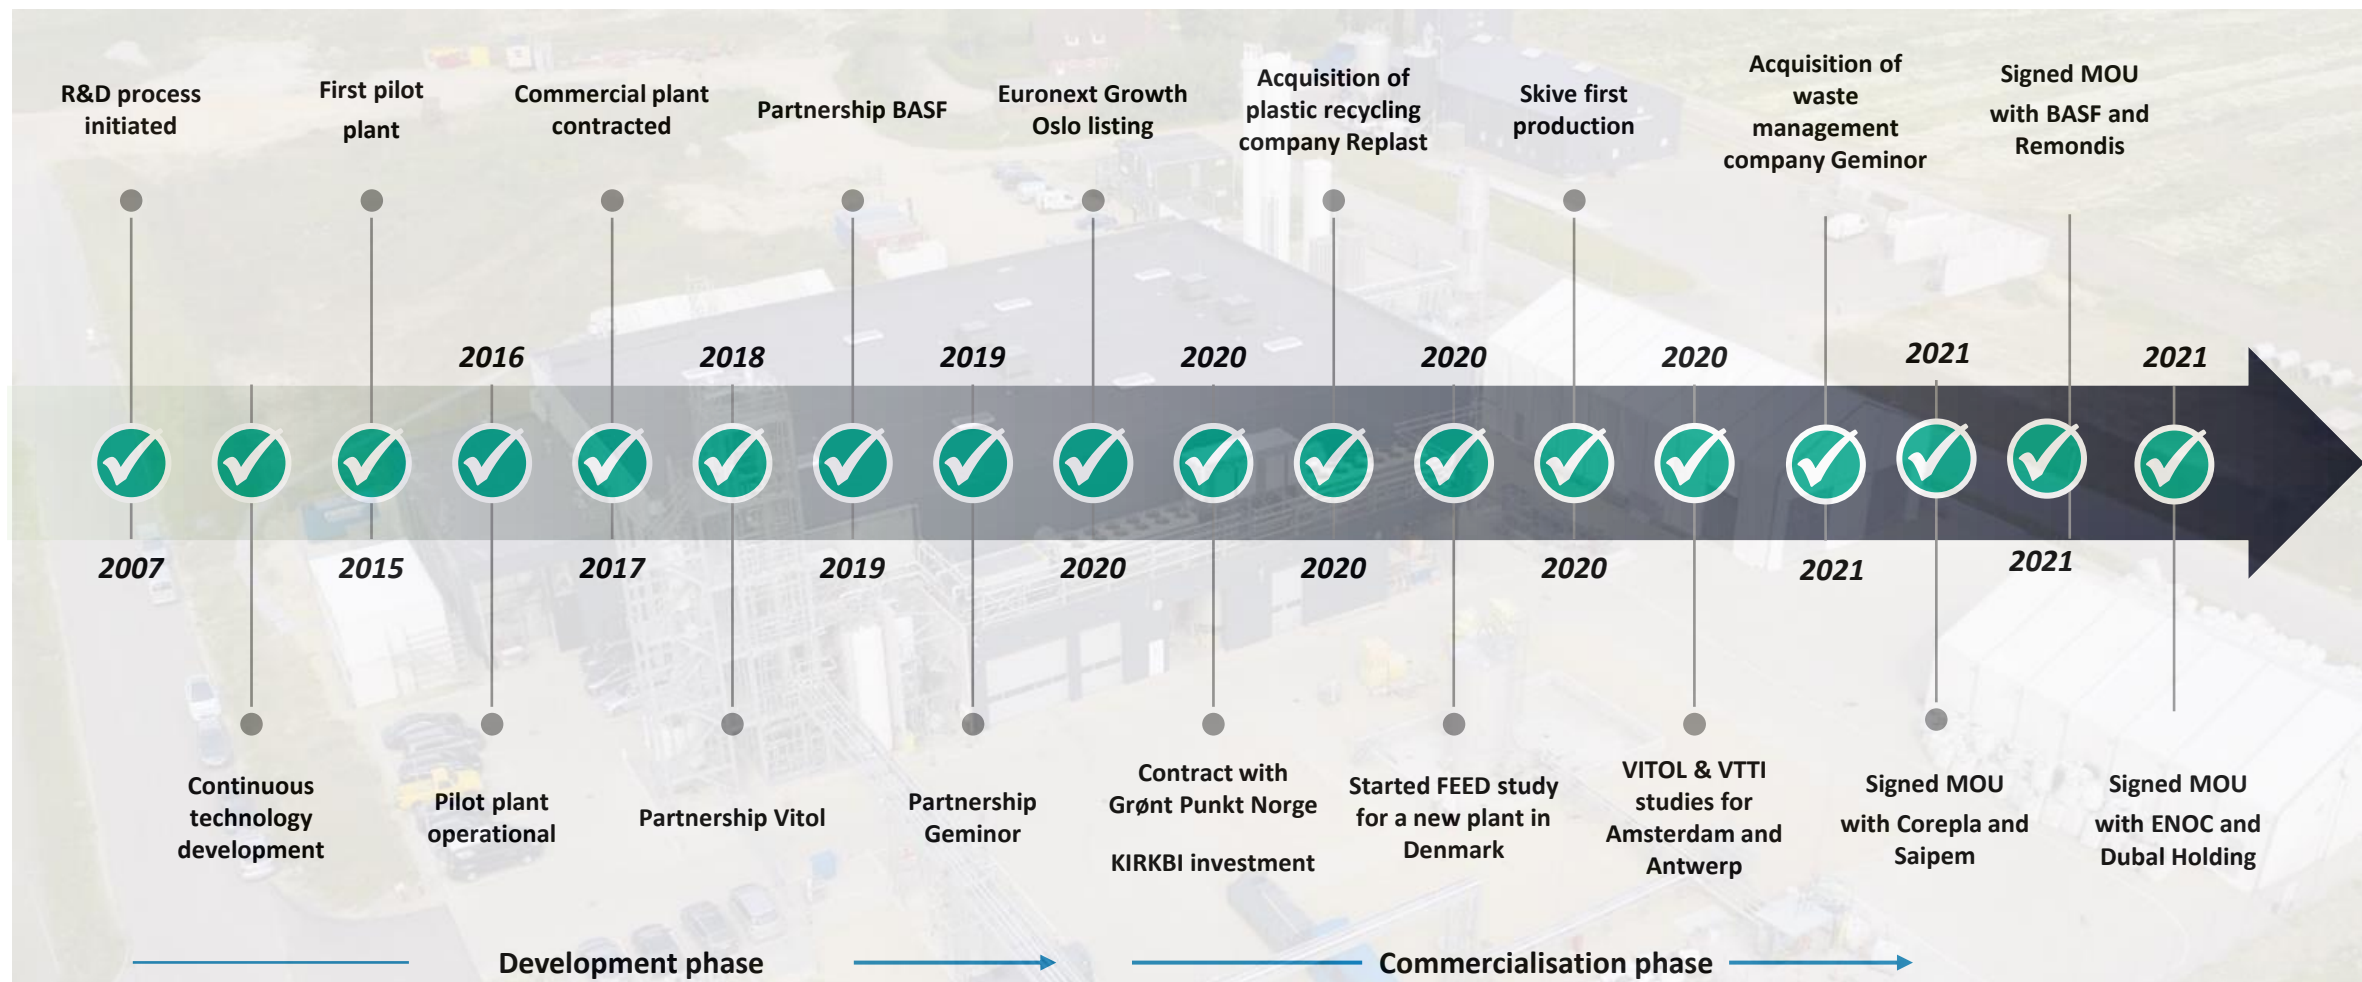 R&D process
initiated
First pilot
plant
Commercial plant
contracted
Partnership BASF
Euronext Growth
Oslo listing
Acquisition of
plastic recycling
company Replast
Skive first
production
Acquisition of
waste
management
company Geminor
Signed MOU
with BASF and
Remondis
2016
2018
2019
2020
2020
2020
2021
2021
2007
2015
2017
2019
2020
2020
2020
2021
2021
Continuous
technology
development
Pilot plant
operational
Partnership Vitol
Partnership
Geminor
Contract with
Grønt Punkt Norge
KIRKBI investment
Started FEED study
for a new plant in
Denmark
VITOL & VTTI
studies for
Amsterdam and
Antwerp
Signed MOU
with Corepla and
Saipem
Signed MOU
with ENOC and
Dubal Holding
Development phase
Commercialisation phase